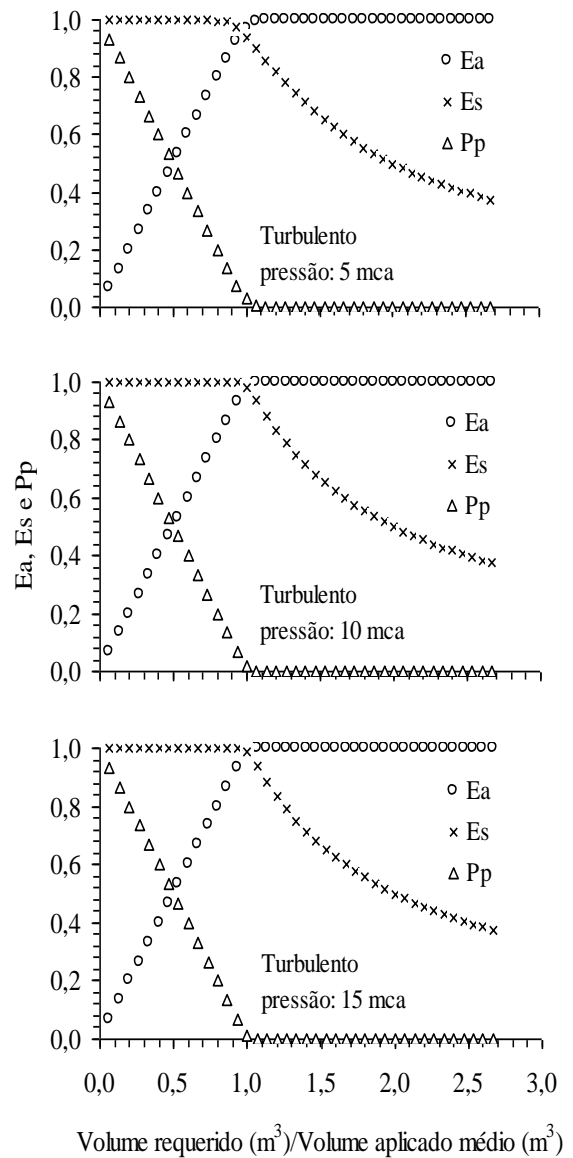 1,0
0,8
0,6
0,4
0,2
0,0
Ea
Es
Pp
Turbulento
pressão: 5 mca
Ea, Es e Pp
1,0
0,8
0,6
0,4
0,2
0,0
Ea
Es
Pp
Turbulento
pressão: 10 mca
1,0
0,8
0,6
0,4
0,2
0,0
Ea
Es
Pp
Turbulento
pressão: 15 mca
0,0 0,5 1,0 1,5 2,0 2,5 3,0
Volume requerido (m³)/Volume aplicado médio (m³)